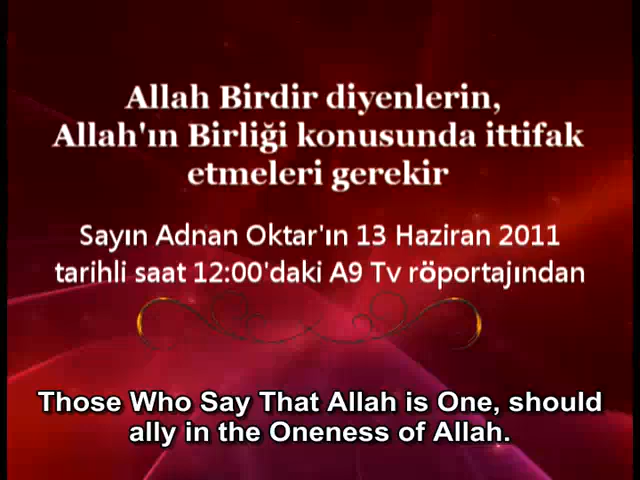 Allah Birdir diyenlerin,
Allah'ın Birliği konusunda ittifak
etmeleri gerekir
Sayın Adnan Oktar'ın 13 Haziran 2011
tarihli saat 12:00'daki A9 Tv röportajından
Those Who Say That Allah is One, should
ally in the Oneness of Allah.